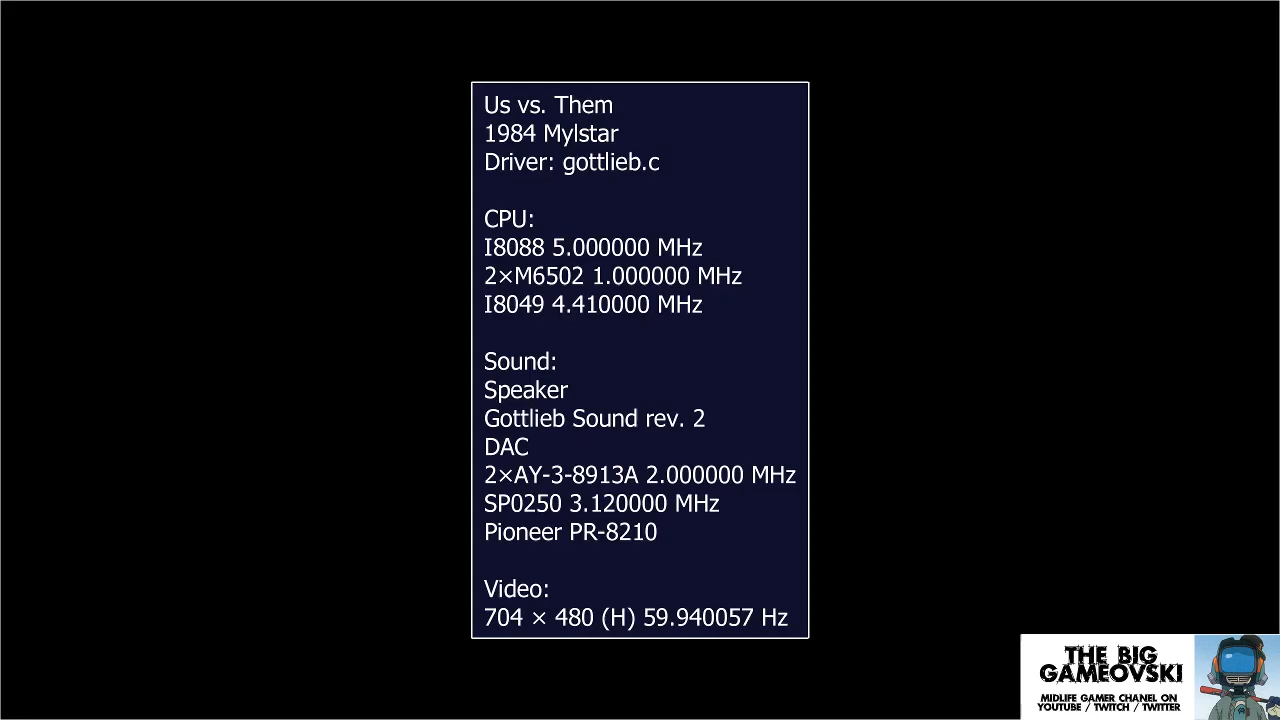 Us vs. Them
1984 Mylstar
Driver: gottlieb.c
CPU:
I8088 5.000000 MHz
2×M6502 1.000000 MHz
I8049 4.410000 MHz
Sound:
Speaker
Gottlieb Sound rev. 2
DAC
2×AY-3-8913A 2.000000 MHz
SP0250 3.120000 MHz
Pioneer PR-8210
Video:
704 × 480 (H) 59.940057 Hz
THE BIG
GAMEOVSKI
MIDLIFE GAMER CHANEL ON
YOUTUBE / TWITCH / TWITTER